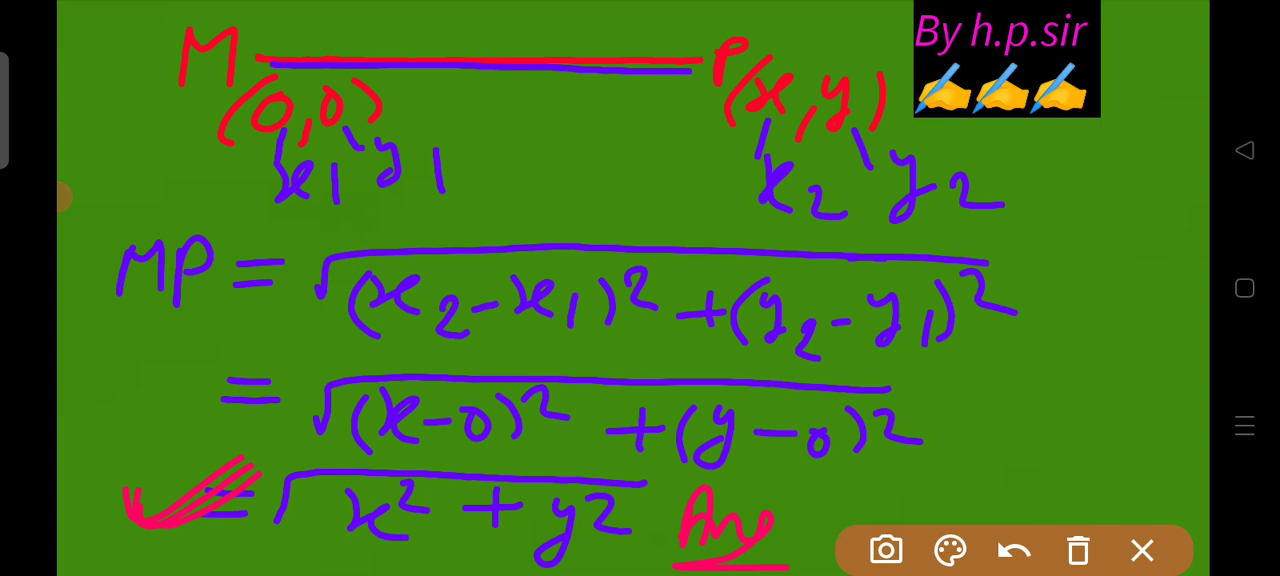 By h.p.sir
M P
(0,0) (x,y)
x1 y1 x2 y2
MP = √(x2-x1)² + (y2-y1)²
= √(x-0)² + (y-0)²
= √x² + y² Ans